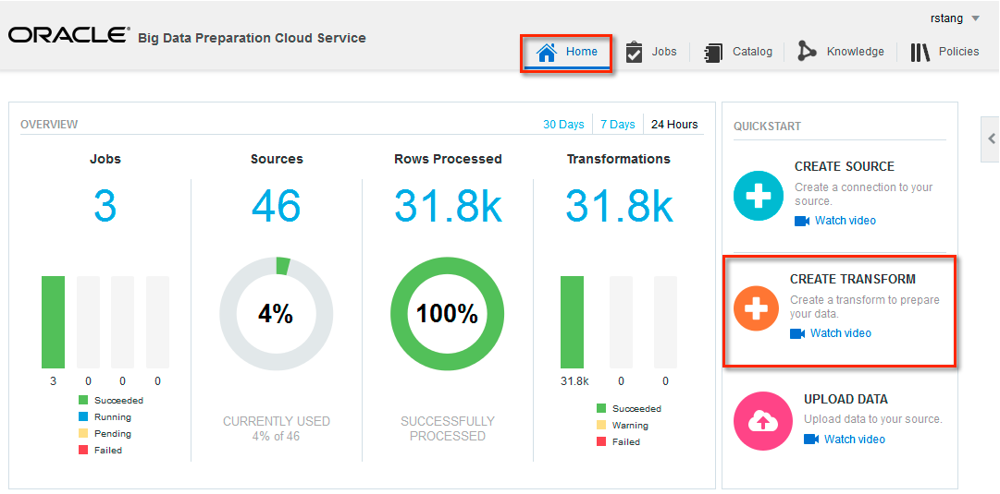 rstang
ORACLE® Big Data Preparation Cloud Service
Home
Jobs
Catalog
Knowledge
Policies
OVERVIEW
30 Days
7 Days
24 Hours
Jobs
3
3 0 0 0
Succeeded
Running
Pending
Failed
Sources
46
4%
CURRENTLY USED
4% of 46
Rows Processed
31.8k
100%
SUCCESSFULLY
PROCESSED
Transformations
31.8k
31.8k 0 0
Succeeded
Warning
Failed
QUICKSTART
CREATE SOURCE
Create a connection to your
source.
Watch video
CREATE TRANSFORM
Create a transform to prepare
your data.
Watch video
UPLOAD DATA
Upload data to your source.
Watch video